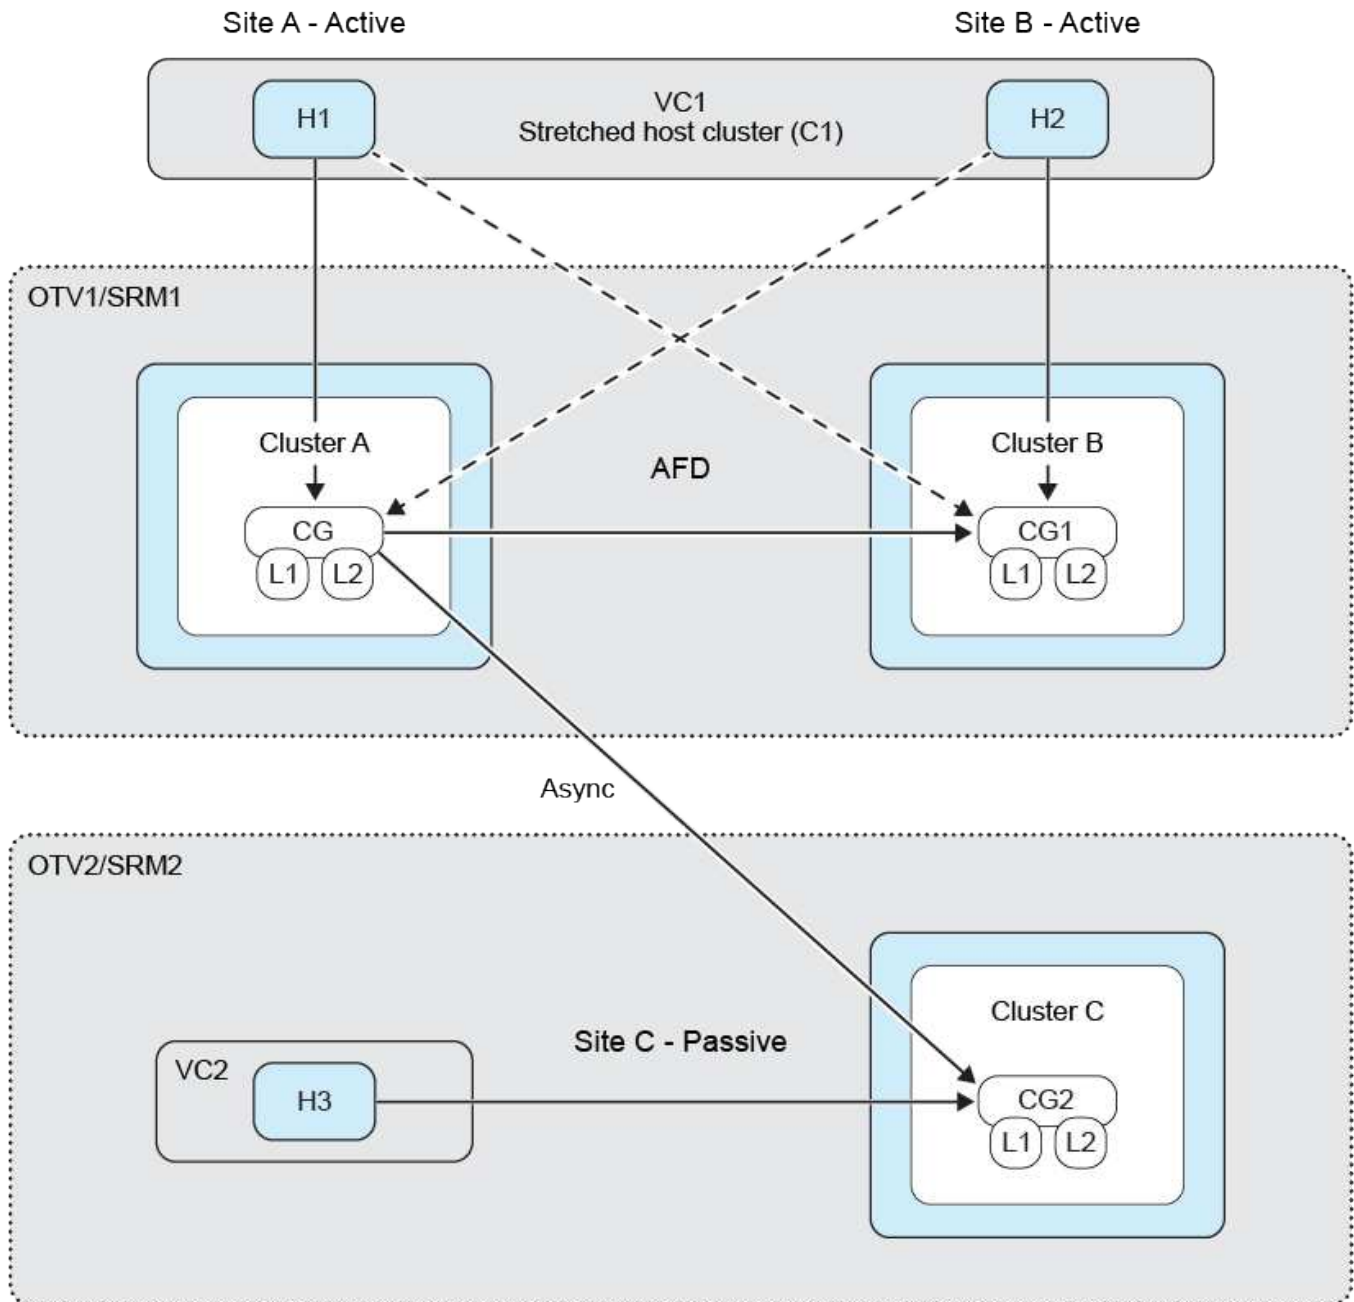 Site A - Active
Site B - Active
H1
VC1
Stretched host cluster (C1)
H2
OTV1/SRM1
Cluster A
AFD
Cluster B
CG
L1
L2
CG1
L1
L2
Async
OTV2/SRM2
Site C - Passive
VC2
H3
Cluster C
CG2
L1
L2